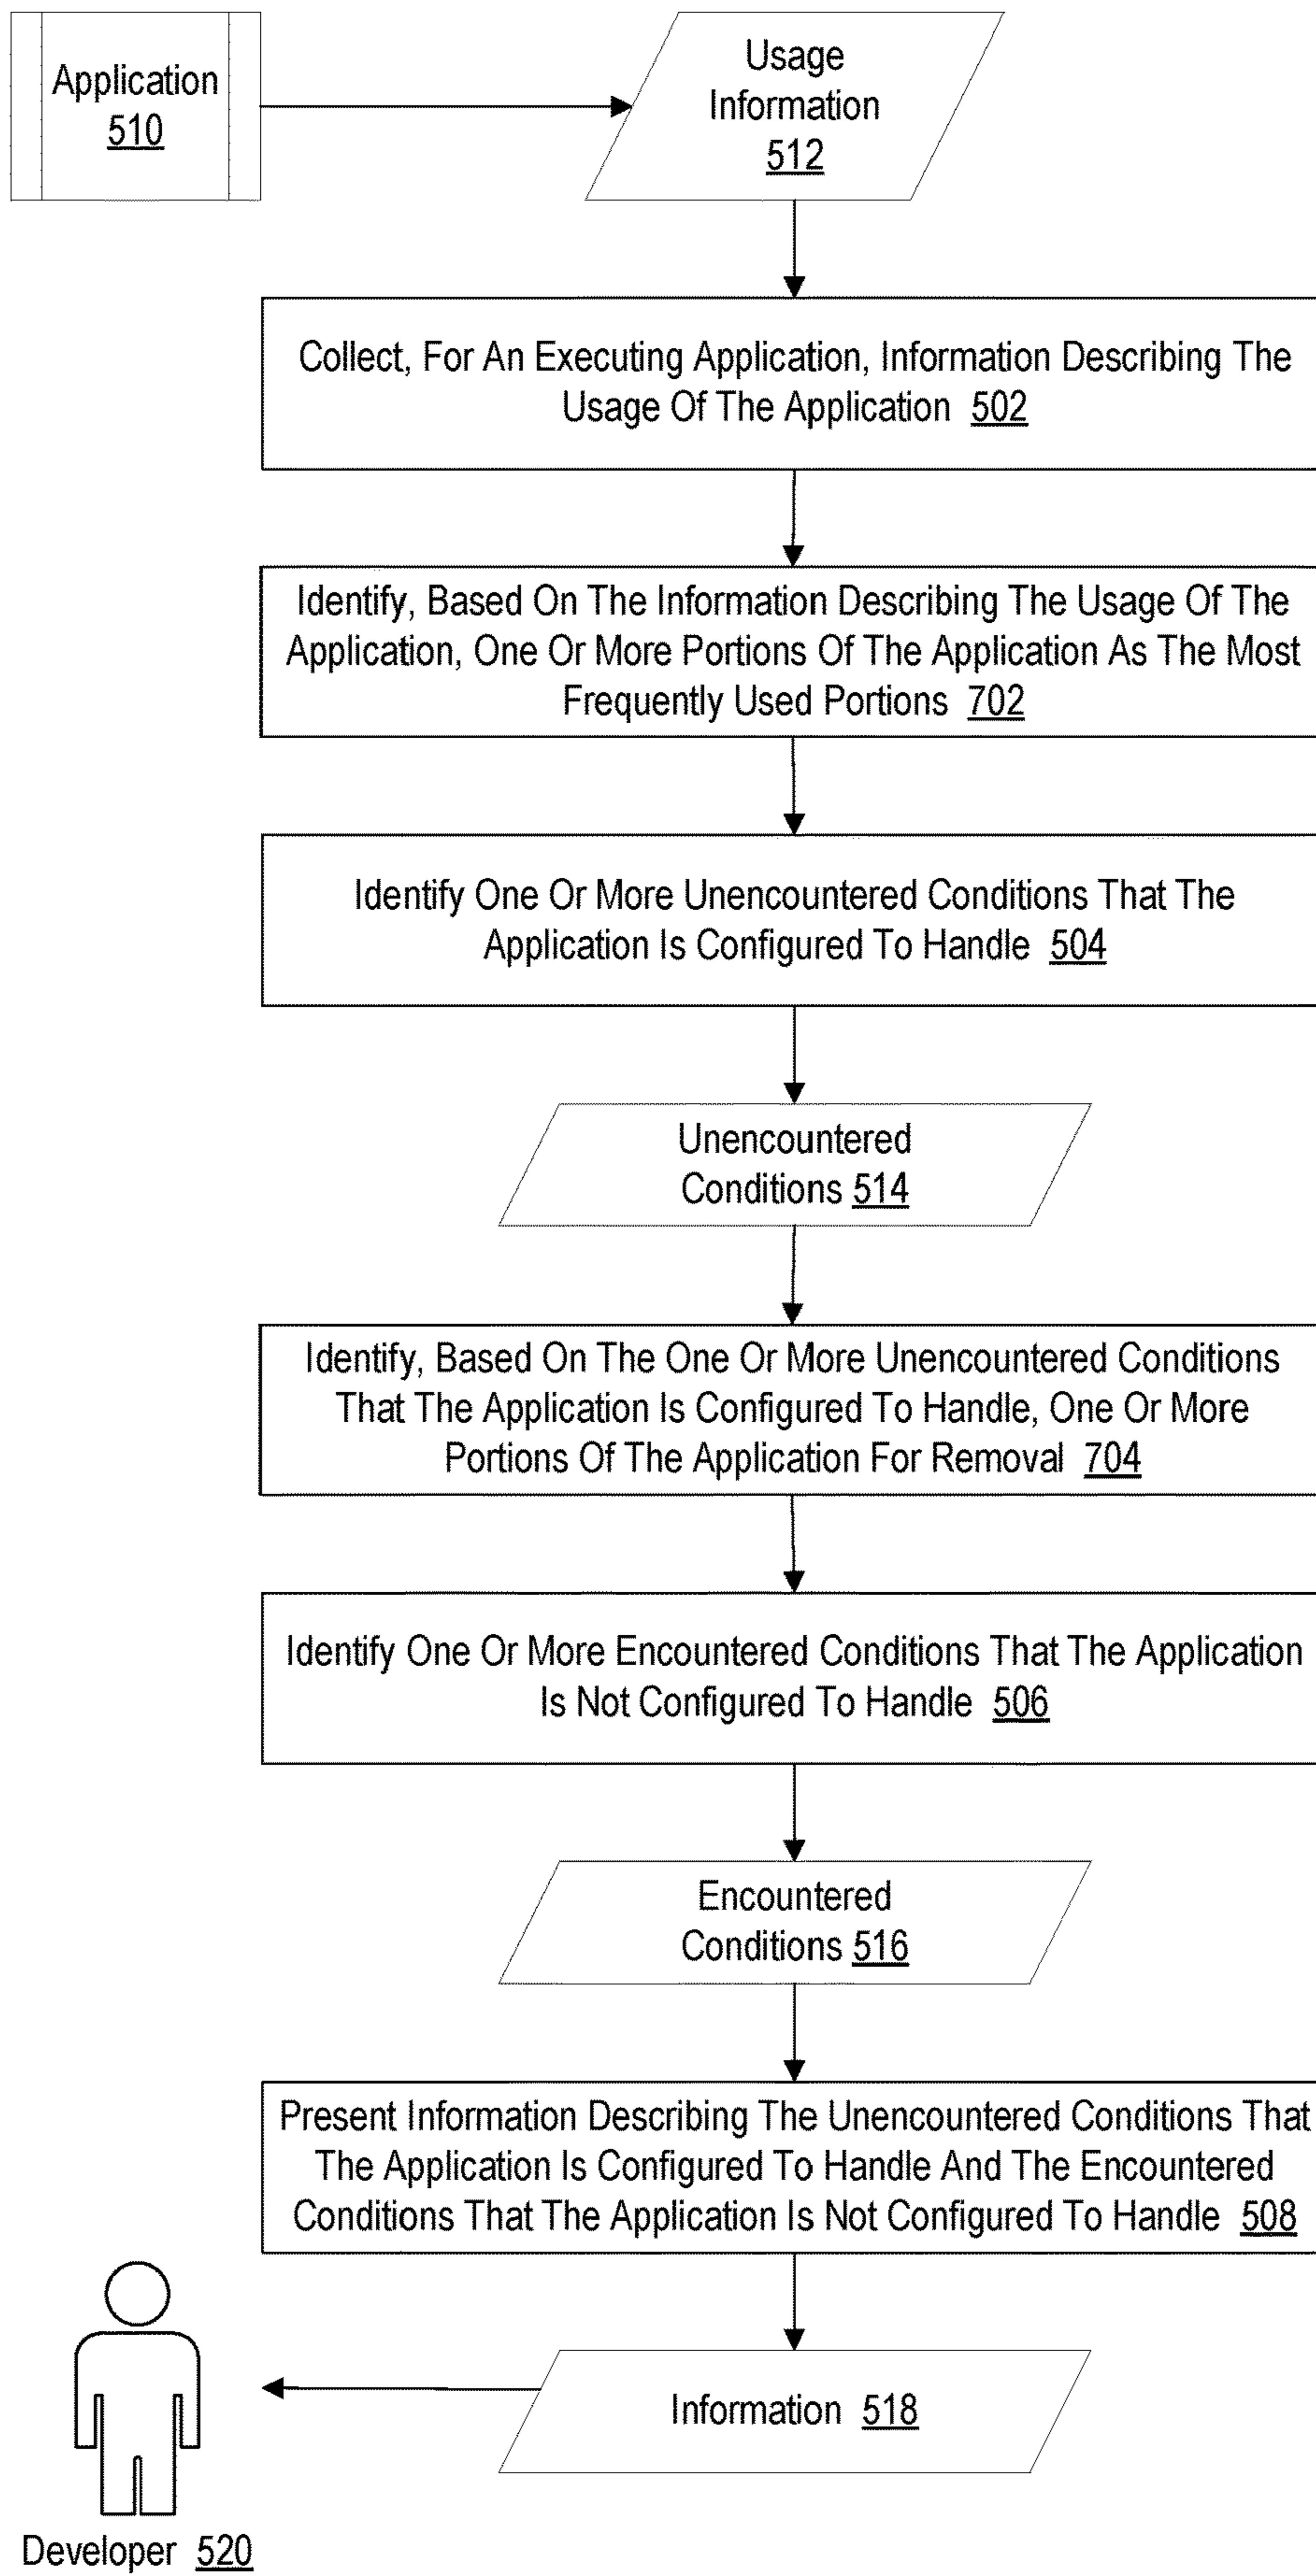 Application
510
Usage
Information
512
Collect, For An Executing Application, Information Describing The
Usage Of The Application 502
Identify, Based On The Information Describing The Usage Of The
Application, One Or More Portions Of The Application As The Most
Frequently Used Portions 702
Identify One Or More Unencountered Conditions That The
Application Is Configured To Handle 504
Unencountered
Conditions 514
Identify, Based On The One Or More Unencountered Conditions
That The Application Is Configured To Handle, One Or More
Portions Of The Application For Removal 704
Identify One Or More Encountered Conditions That The Application
Is Not Configured To Handle 506
Encountered
Conditions 516
Present Information Describing The Unencountered Conditions That
The Application Is Configured To Handle And The Encountered
Conditions That The Application Is Not Configured To Handle 508
Information 518
Developer 520